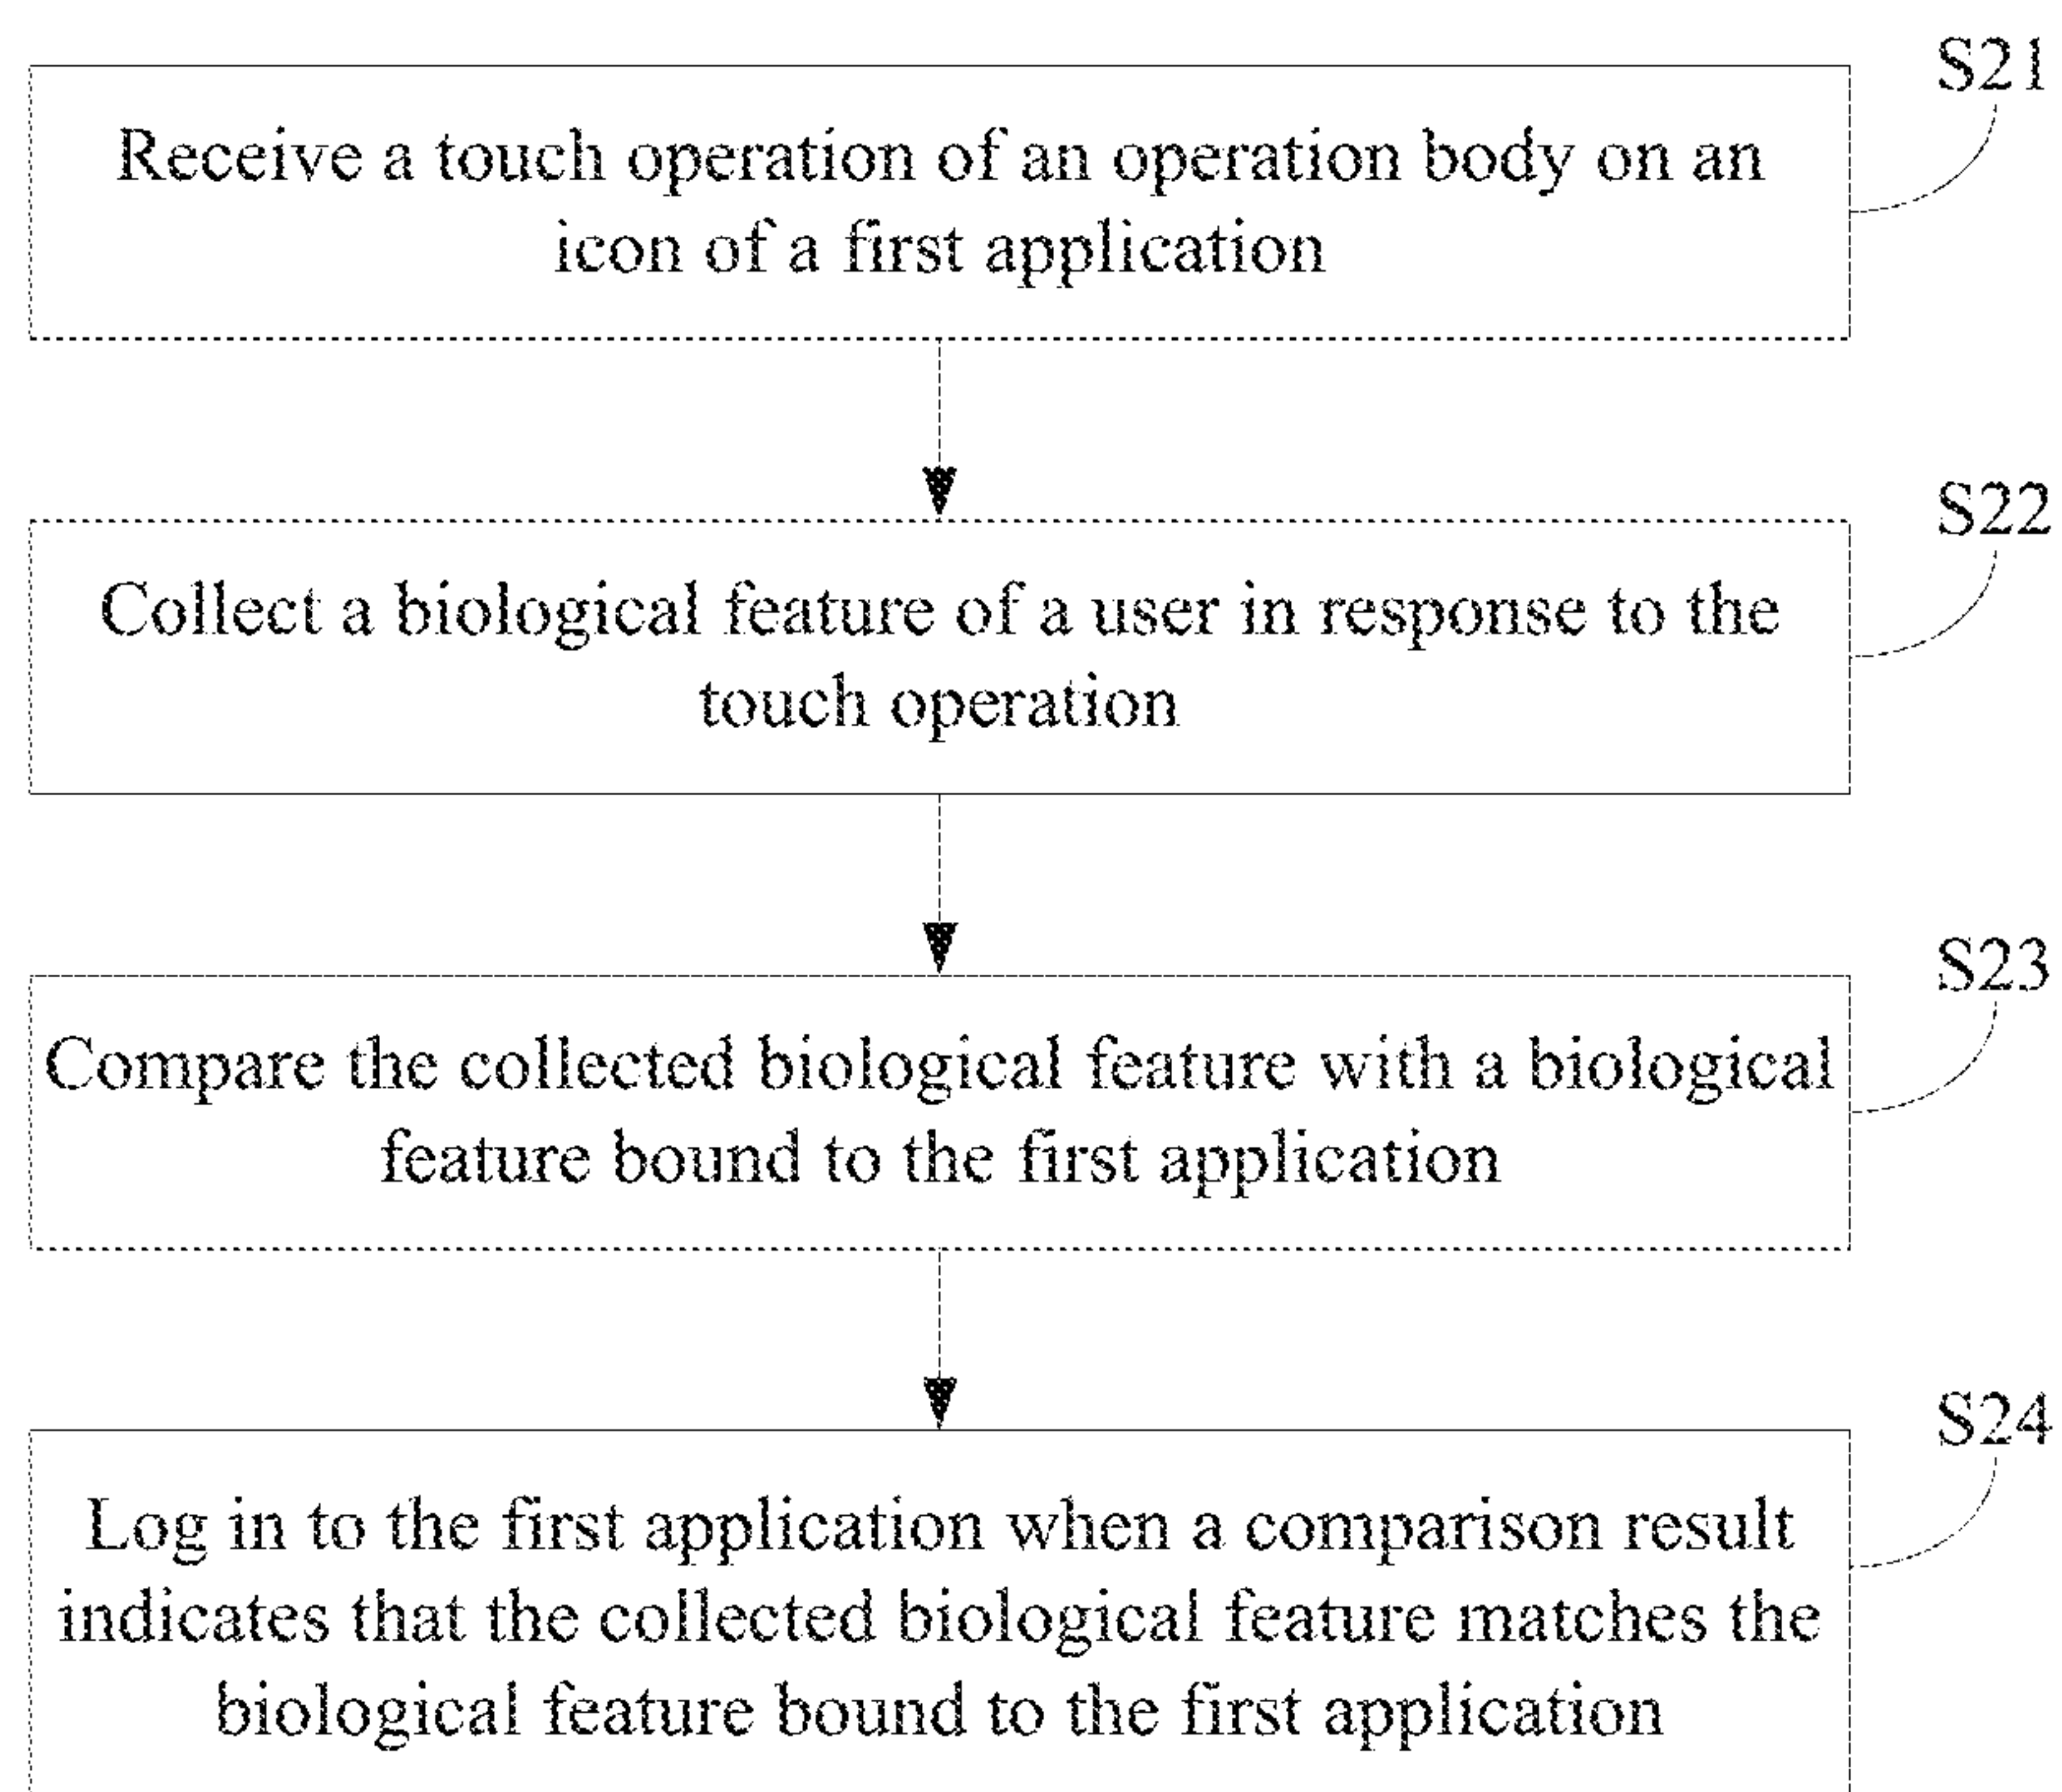 S21
Receive a touch operation of an operation body on an
icon of a first application
S22
Collect a biological feature of a user in response to the
touch operation
S23
Compare the collected biological feature with a biological
feature bound to the first application
S24
Log in to the first application when a comparison result
indicates that the collected biological feature matches the
biological feature bound to the first application